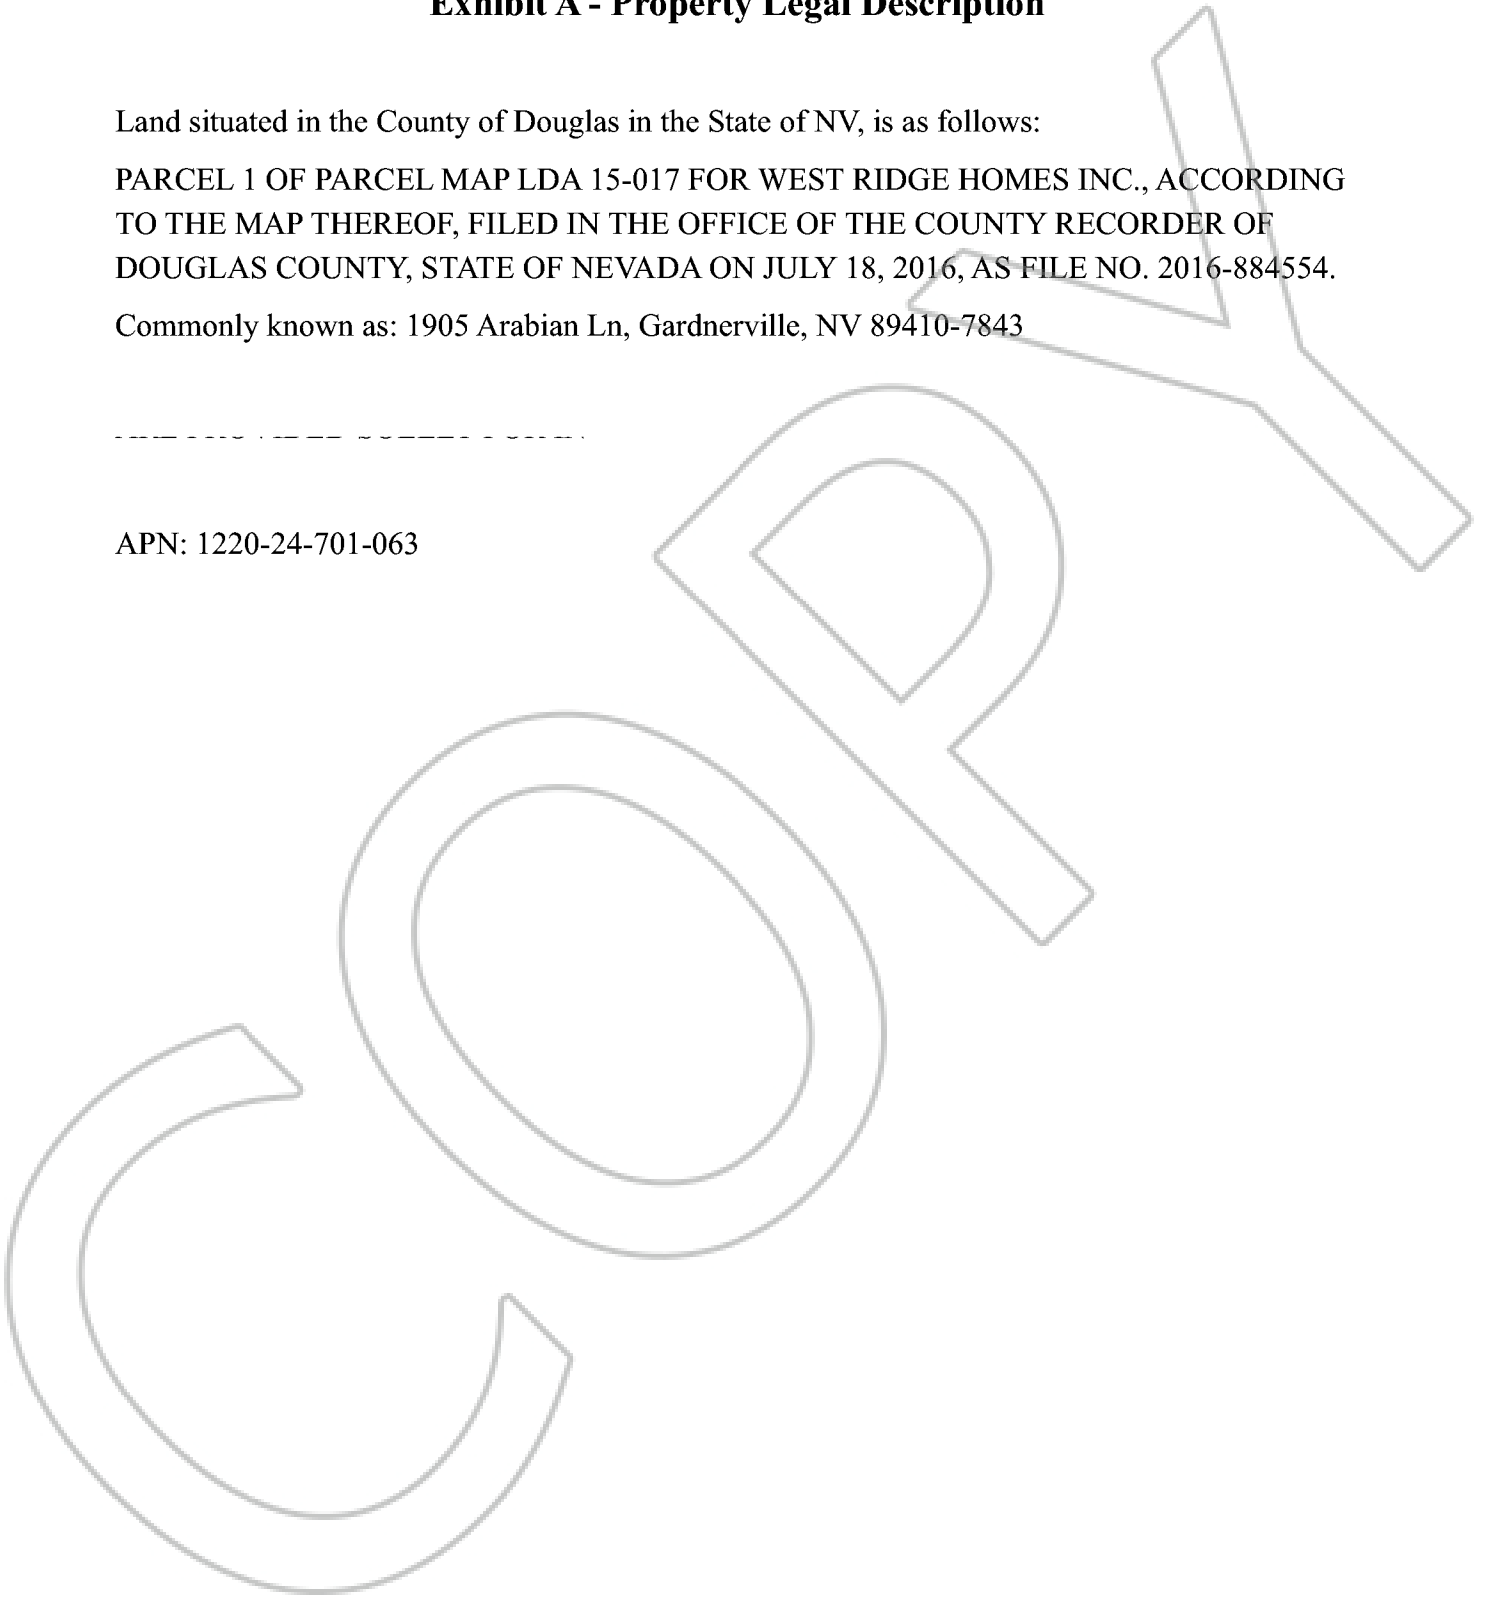 Exhibit A - Property Legal Description
Land situated in the County of Douglas in the State of NV, is as follows:
PARCEL 1 OF PARCEL MAP LDA 15-017 FOR WEST RIDGE HOMES INC., ACCORDING
TO THE MAP THEREOF, FILED IN THE OFFICE OF THE COUNTY RECORDER OF
DOUGLAS COUNTY, STATE OF NEVADA ON JULY 18, 2016, AS FILE NO. 2016-884554.
Commonly known as: 1905 Arabian Ln, Gardnerville, NV 89410-7843
APN: 1220-24-701-063
COPY